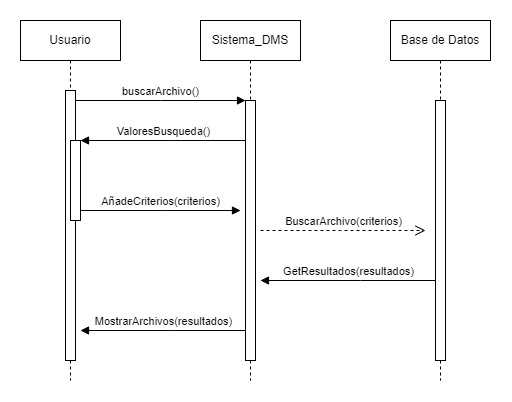 Usuario
Sistema_DMS
Base de Datos
buscarArchivo()
ValoresBusqueda()
AñadeCriterios(criterios)
BuscarArchivo(criterios)
GetResultados(resultados)
MostrarArchivos(resultados)